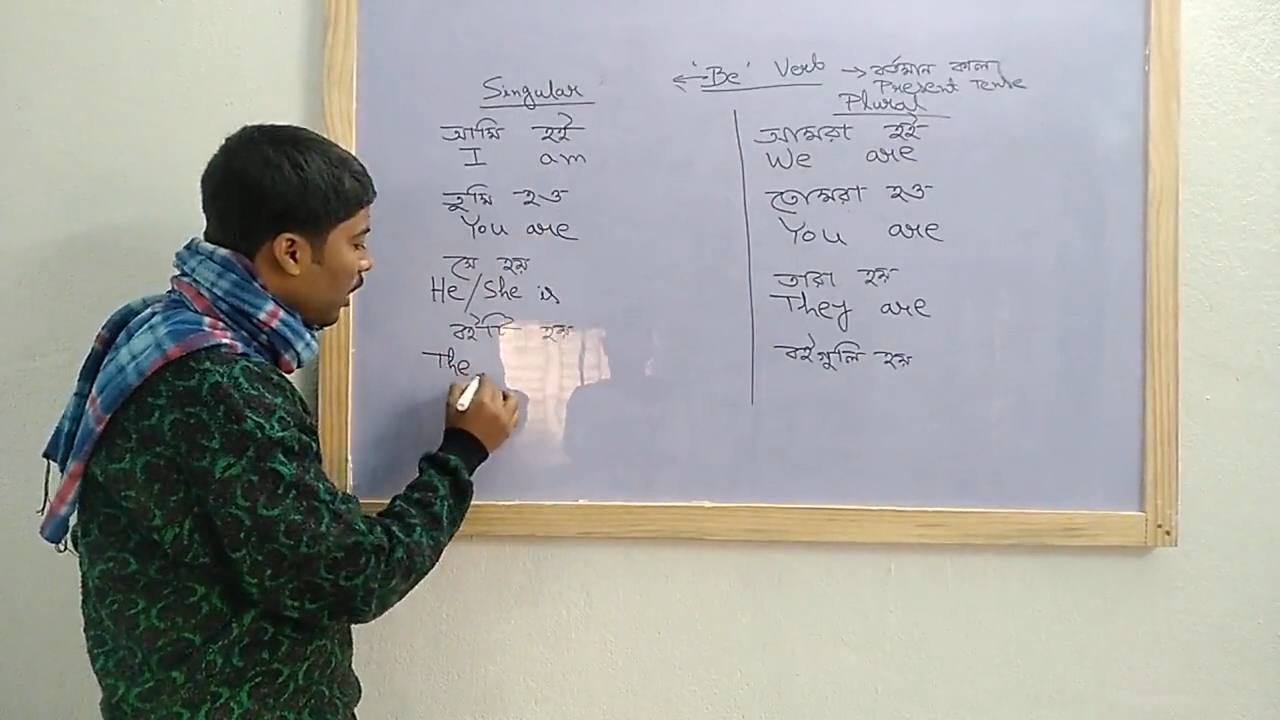 'Be' Verb → বর্তমান কাল
Present Tense
Singular
আমি হই
I am
তুমি হও
You are
সে হয়
He/She is
বইটি হয়
The
Plural
আমরা হই
We are
তোমরা হও
You are
তারা হয়
They are
বইগুলি হয়